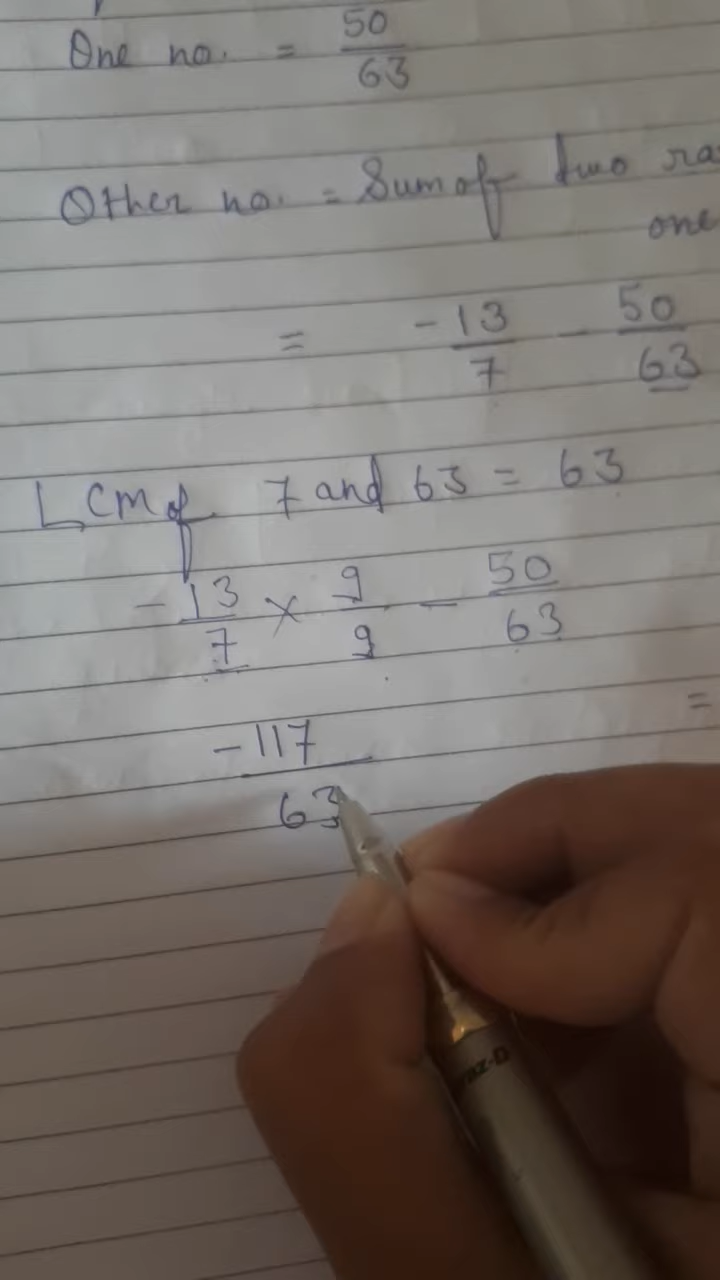 One no. = 50/63
Other no. = Sum of two
one
= -13/7 - 50/63
LCM of 7 and 63 = 63
-13/7 × 9/9 - 50/63
=
-117/63